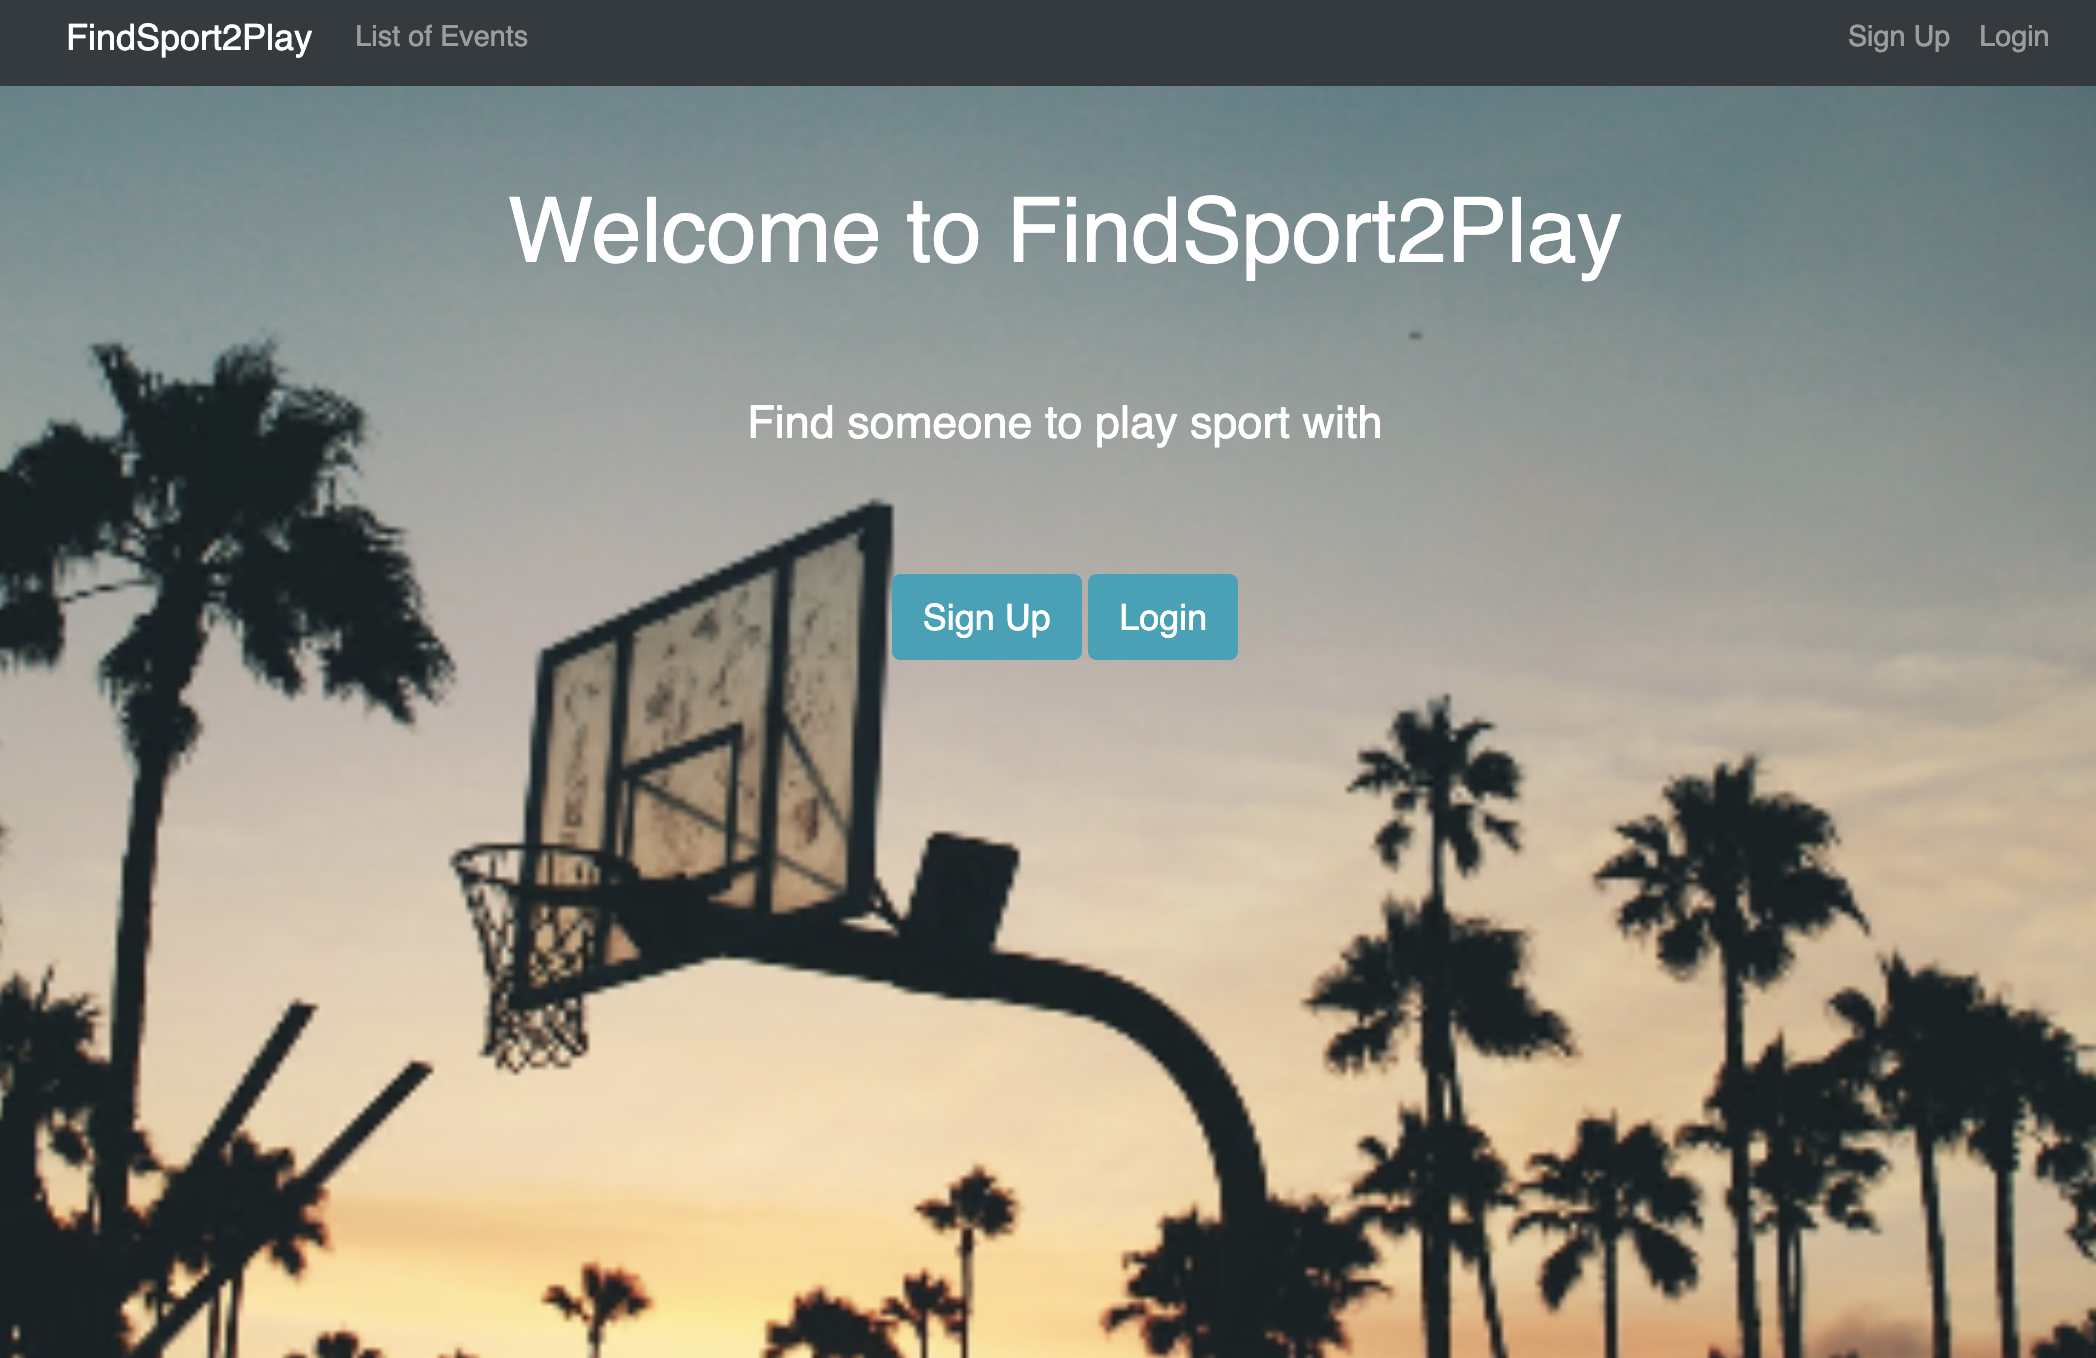 FindSport2Play List of Events Sign Up Login
Welcome to FindSport2Play
Find someone to play sport with
Sign Up Login